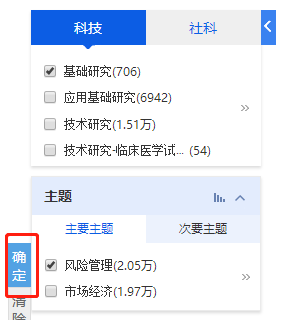 科技 社科
基础研究(706)
应用基础研究(6942)
技术研究(1.51万)
技术研究-临床医学试... (54)
主题
主要主题 次要主题
风险管理(2.05万)
市场经济(1.97万)
确定
清